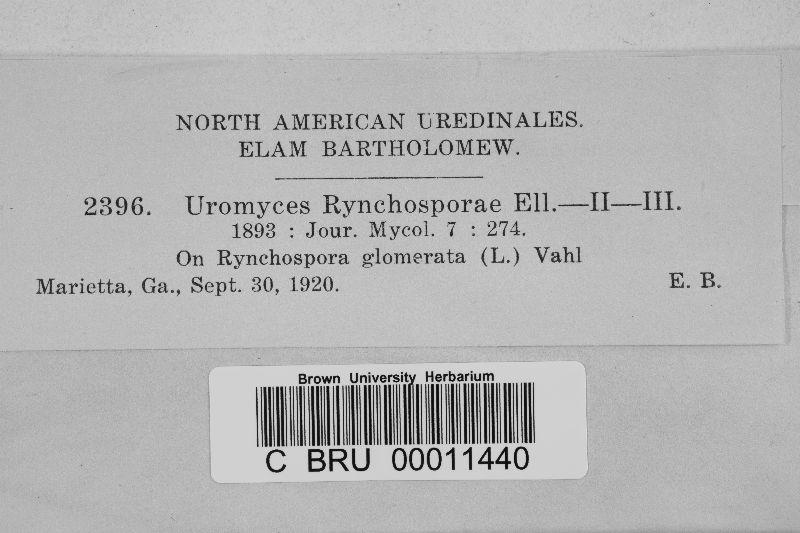 NORTH AMERICAN UREDINALES.
ELAM BARTHOLOMEW.
2396. Uromyces Rynchosporae Ell.—II—III.
1893 : Jour. Mycol. 7 : 274.
On Rynchospora glomerata (L.) Vahl
Marietta, Ga., Sept. 30, 1920. E. B.
Brown University Herbarium
C BRU 00011440